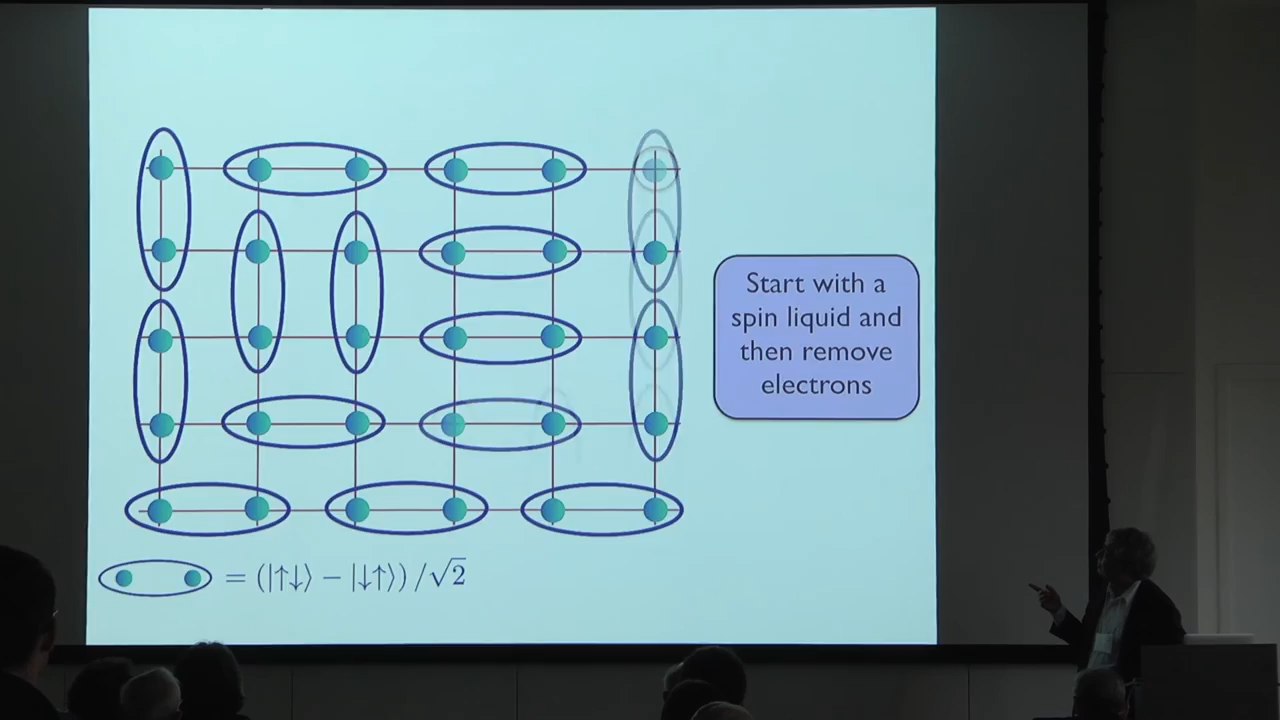 Start with a
spin liquid and
then remove
electrons
= (|↑↓⟩ − |↓↑⟩) /√2